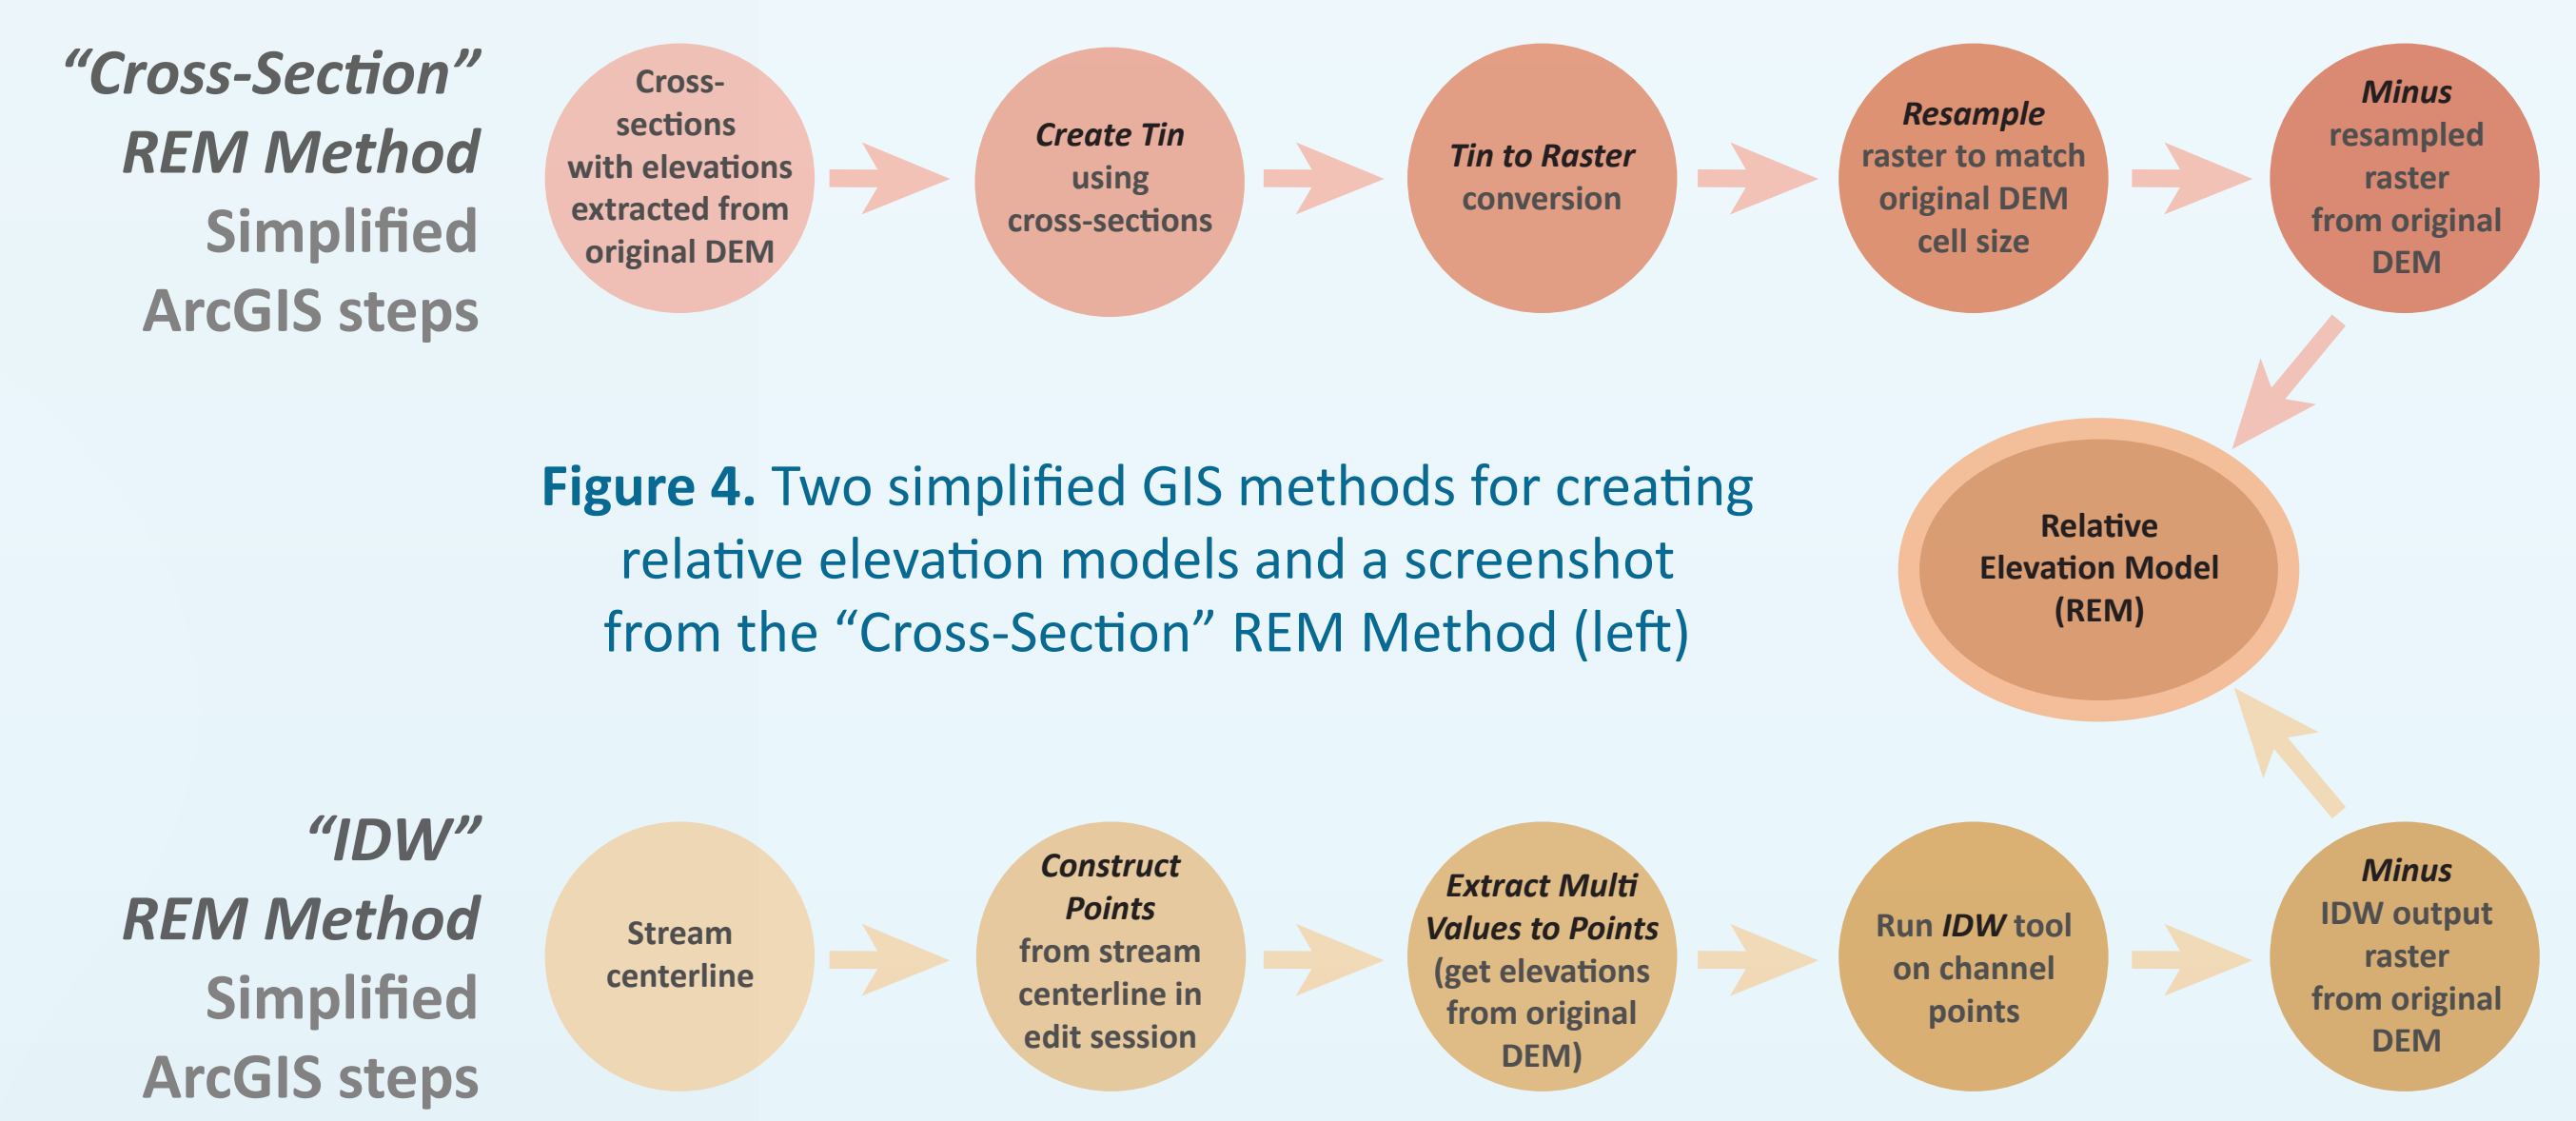 “Cross-Section”
REM Method
Simplified
ArcGIS steps
Cross-
sections
with elevations
extracted from
original DEM
Create Tin
using
cross-sections
Tin to Raster
conversion
Resample
raster to match
original DEM
cell size
Minus
resampled
raster
from original
DEM
Figure 4. Two simplified GIS methods for creating
relative elevation models and a screenshot
from the “Cross-Section” REM Method (left)
Relative
Elevation Model
(REM)
“IDW”
REM Method
Simplified
ArcGIS steps
Stream
centerline
Construct
Points
from stream
centerline in
edit session
Extract Multi
Values to Points
(get elevations
from original
DEM)
Run IDW tool
on channel
points
Minus
IDW output
raster
from original
DEM